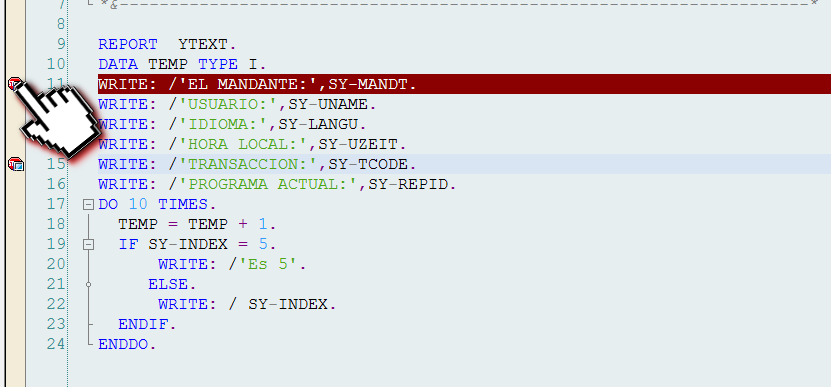 7 *&---------------------------------------------------------------------*
8
9 REPORT YTEXT.
10 DATA TEMP TYPE I.
11 WRITE: /'EL MANDANTE:',SY-MANDT.
12 WRITE: /'USUARIO:',SY-UNAME.
13 WRITE: /'IDIOMA:',SY-LANGU.
14 WRITE: /'HORA LOCAL:',SY-UZEIT.
15 WRITE: /'TRANSACCION:',SY-TCODE.
16 WRITE: /'PROGRAMA ACTUAL:',SY-REPID.
17 DO 10 TIMES.
18 TEMP = TEMP + 1.
19 IF SY-INDEX = 5.
20 WRITE: /'Es 5'.
21 ELSE.
22 WRITE: / SY-INDEX.
23 ENDIF.
24 ENDDO.